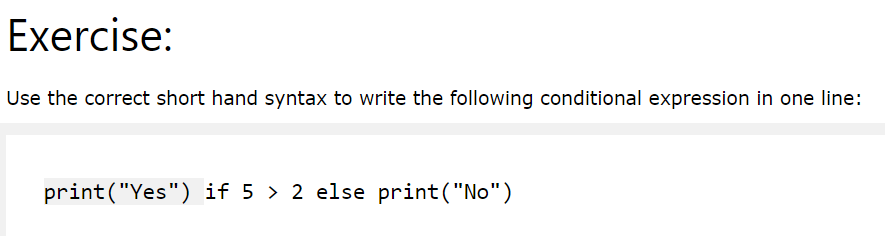 Exercise:
Use the correct short hand syntax to write the following conditional expression in one line:
print("Yes") if 5 > 2 else print("No")